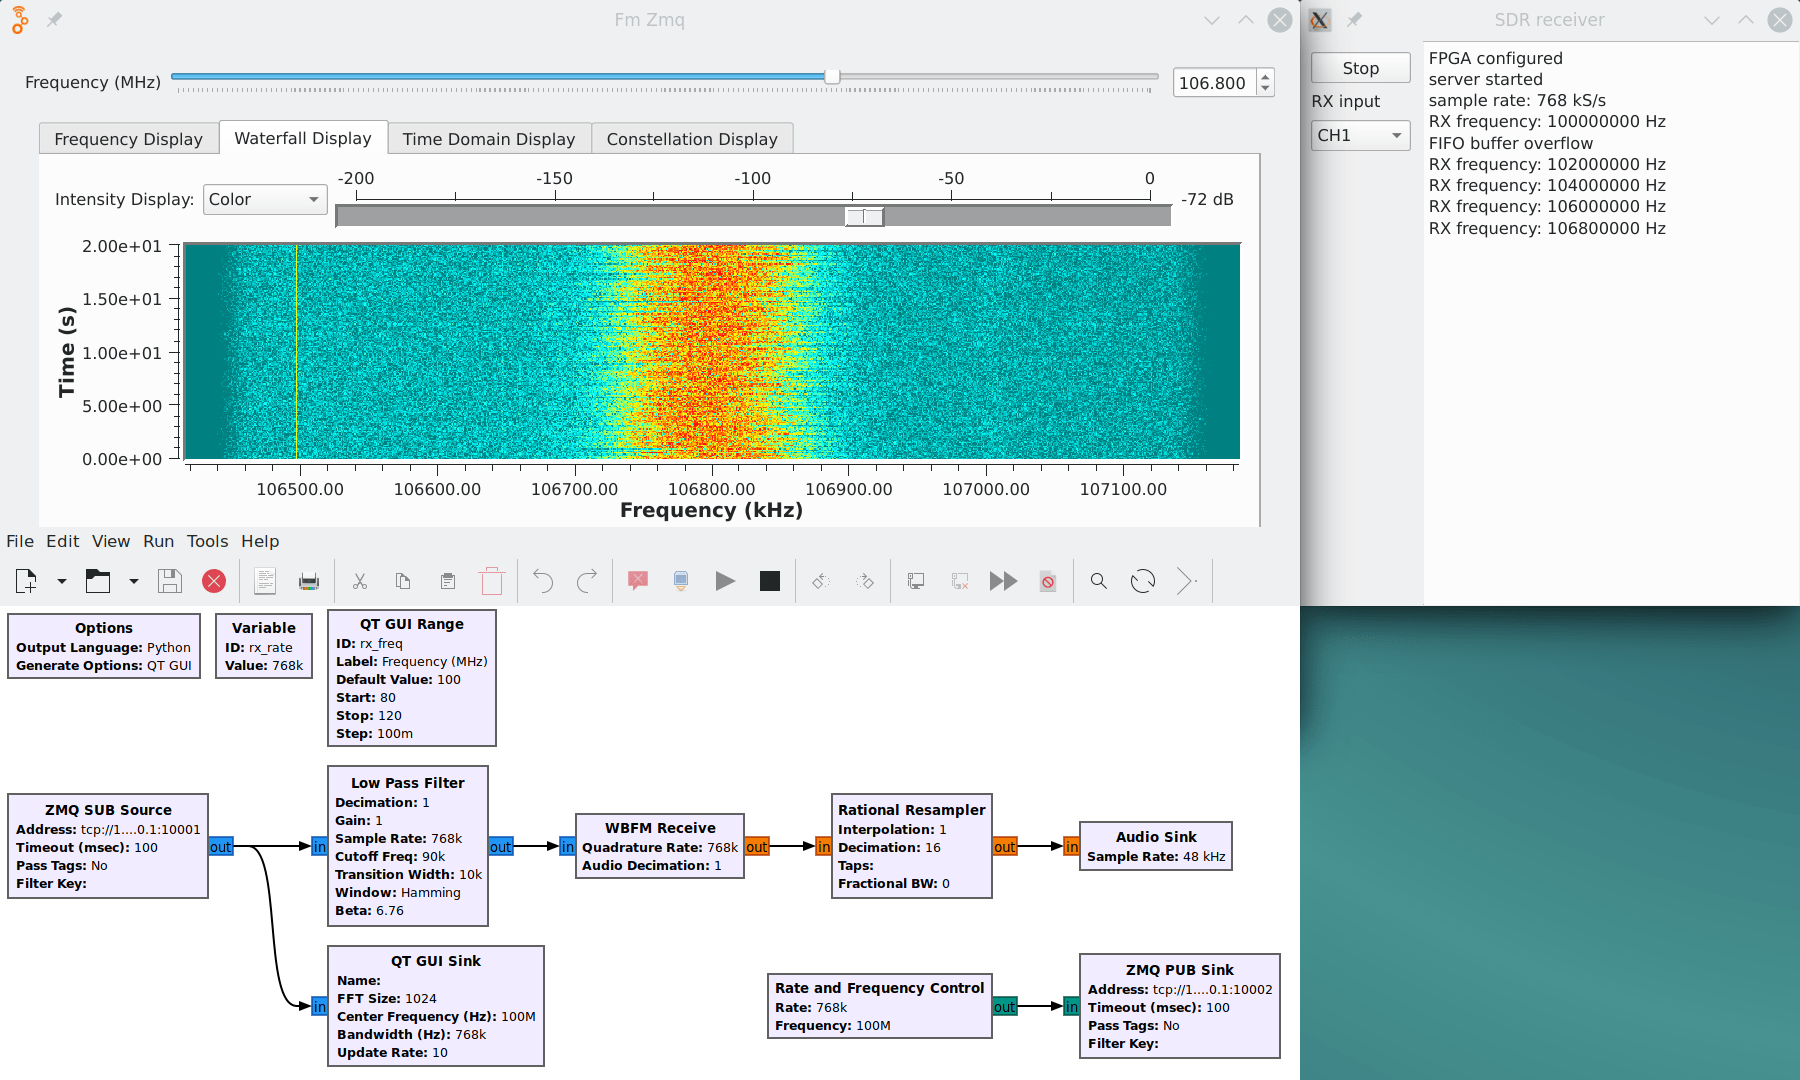 Fm Zmq
Frequency (MHz)
106.800
Frequency Display
Waterfall Display
Time Domain Display
Constellation Display
Intensity Display:
Color
-200 -150 -100 -50 0
-72 dB
2.00e+01
1.50e+01
1.00e+01
5.00e+00
0.00e+00
Time (s)
106500.00 106600.00 106700.00 106800.00 106900.00 107000.00 107100.00
Frequency (kHz)
SDR receiver
Stop
RX input
CH1
FPGA configured
server started
sample rate: 768 kS/s
RX frequency: 100000000 Hz
FIFO buffer overflow
RX frequency: 102000000 Hz
RX frequency: 104000000 Hz
RX frequency: 106000000 Hz
RX frequency: 106800000 Hz
File Edit View Run Tools Help
Options
Output Language: Python
Generate Options: QT GUI
Variable
ID: rx_rate
Value: 768k
QT GUI Range
ID: rx_freq
Label: Frequency (MHz)
Default Value: 100
Start: 80
Stop: 120
Step: 100m
ZMQ SUB Source
Address: tcp://1....0.1:10001
Timeout (msec): 100
Pass Tags: No
Filter Key:
out
in
Low Pass Filter
Decimation: 1
Gain: 1
Sample Rate: 768k
Cutoff Freq: 90k
Transition Width: 10k
Window: Hamming
Beta: 6.76
out
in
WBFM Receive
Quadrature Rate: 768k
Audio Decimation: 1
out
in
Rational Resampler
Interpolation: 1
Decimation: 16
Taps:
Fractional BW: 0
out
in
Audio Sink
Sample Rate: 48 kHz
in
QT GUI Sink
Name:
FFT Size: 1024
Center Frequency (Hz): 100M
Bandwidth (Hz): 768k
Update Rate: 10
Rate and Frequency Control
Rate: 768k
Frequency: 100M
out
in
ZMQ PUB Sink
Address: tcp://1....0.1:10002
Timeout (msec): 100
Pass Tags: No
Filter Key: